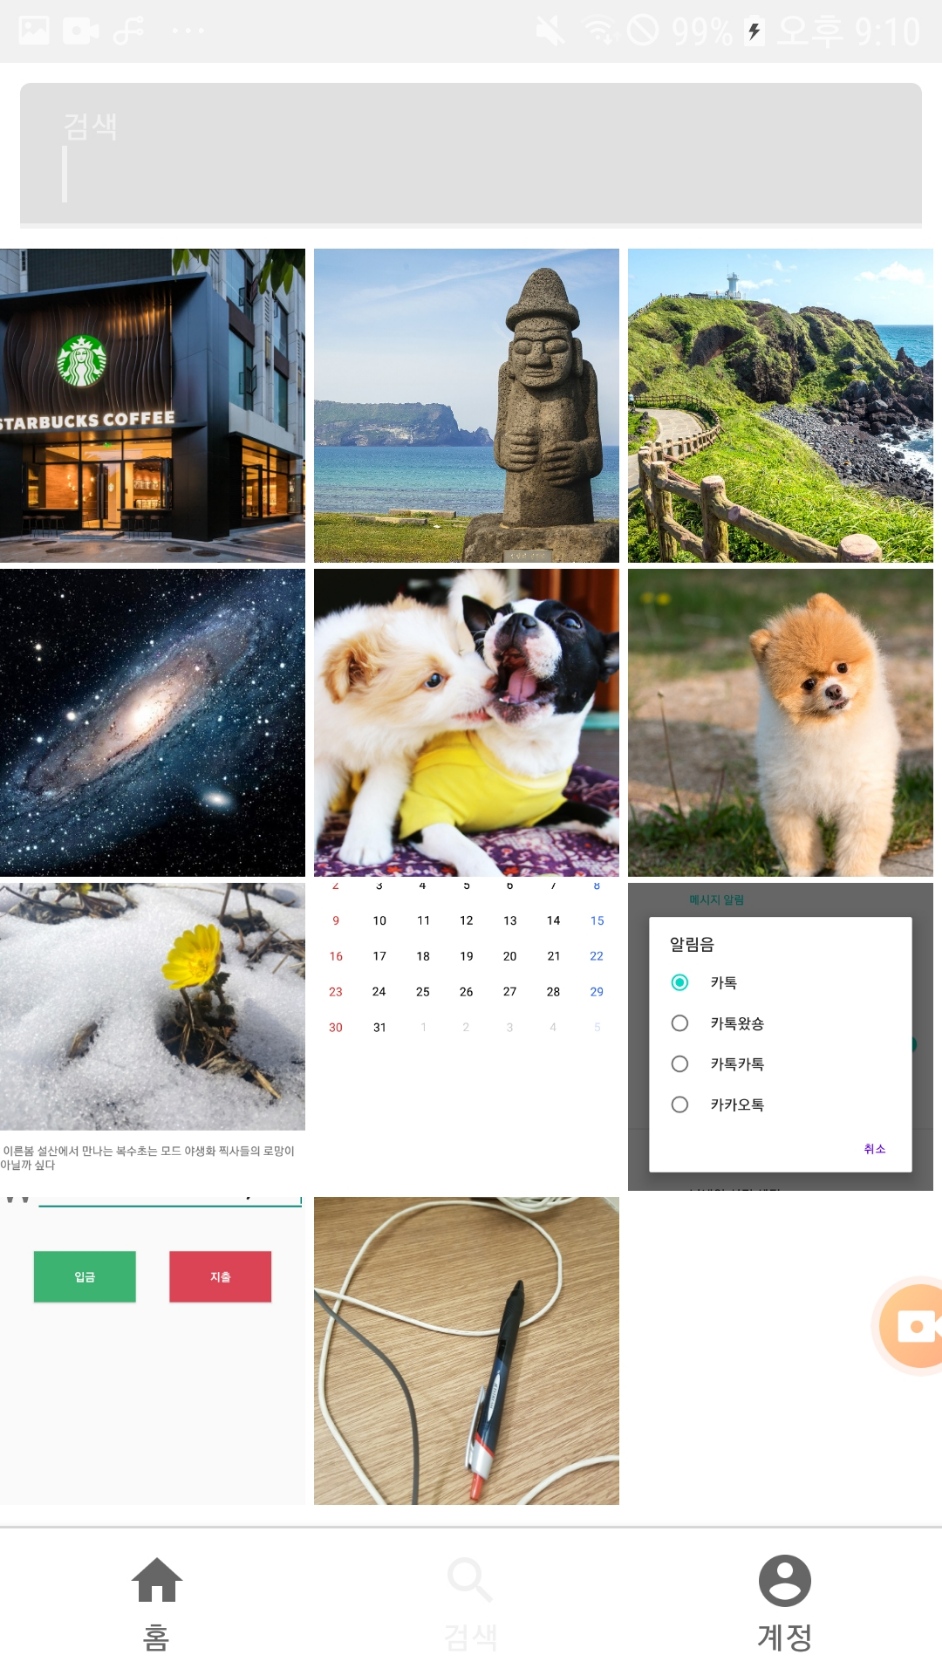 99% 오후 9:10
검색
STARBUCKS COFFEE
2 3 4 5 6 7 8
9 10 11 12 13 14 15
16 17 18 19 20 21 22
23 24 25 26 27 28 29
30 31 1 2 3 4 5
메시지 알림
알림음
카톡
카톡왔숑
카톡카톡
카카오톡
취소
이른봄 설산에서 만나는 복수초는 모드 야생화 찍사들의 로망이
아닐까 싶다
입금 지출
홈 검색 계정